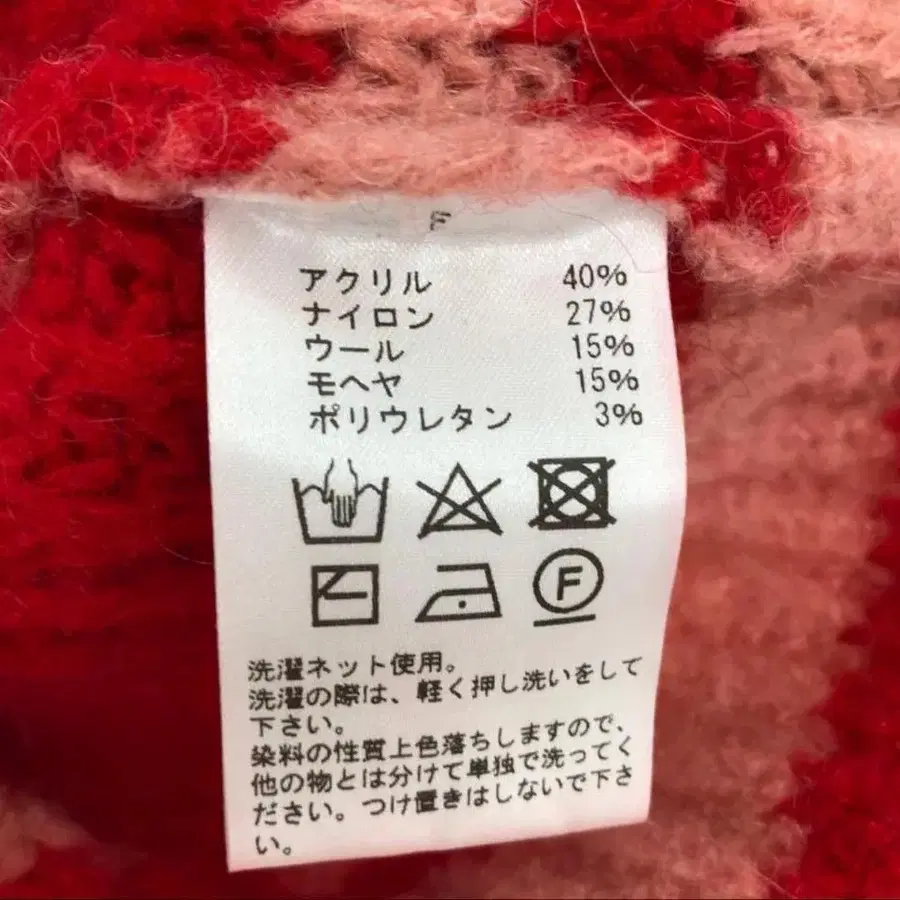 F
アクリル 40%
ナイロン 27%
ウール 15%
モヘヤ 15%
ポリウレタン 3%
F
洗濯ネット使用。
洗濯の際は、軽く押し洗いをして
下さい。
染料の性質上色落ちしますので、
他の物とは分けて単独で洗ってく
ださい。つけ置きはしないで下さ
い。